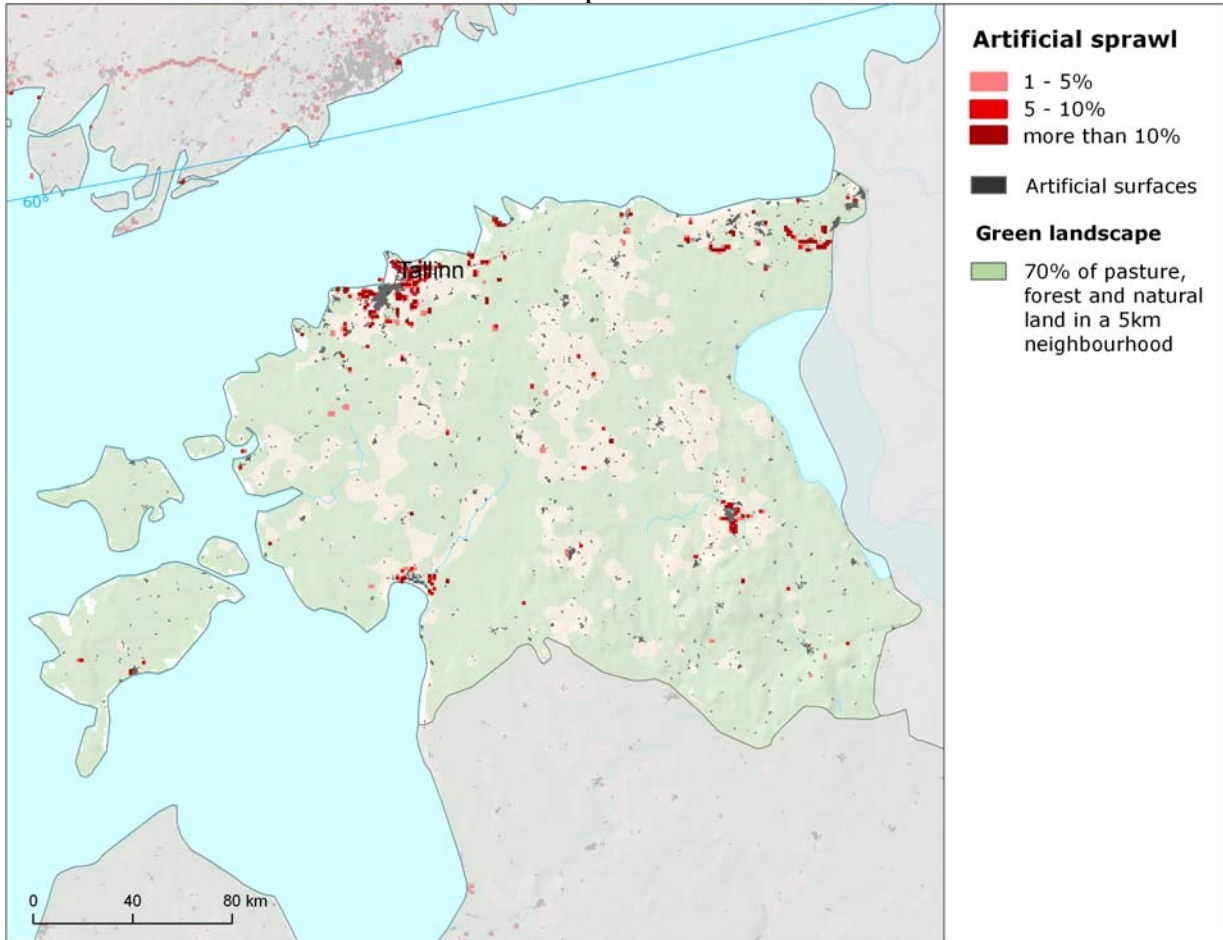 Artificial sprawl
1 - 5%
5 - 10%
more than 10%
Artificial surfaces
Green landscape
70% of pasture,
forest and natural
land in a 5km
neighbourhood
60°
Tallinn
0 40 80 km